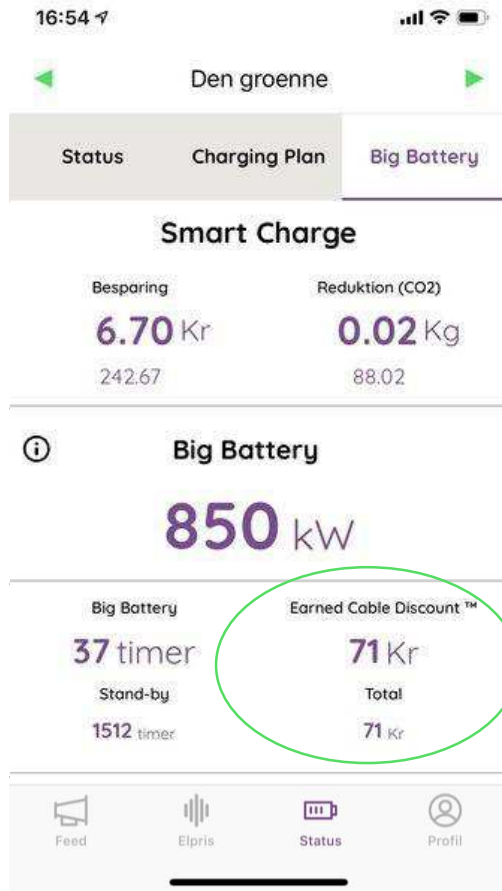 16:54
Den groenne
Status Charging Plan Big Battery
Smart Charge
Besparing Reduktion (CO2)
6.70 Kr 0.02 Kg
242.67 88.02
Big Battery
850 kW
Big Battery Earned Cable Discount ™
37 timer 71 Kr
Stand-by Total
1512 timer 71 Kr
Feed Elpris Status Profil